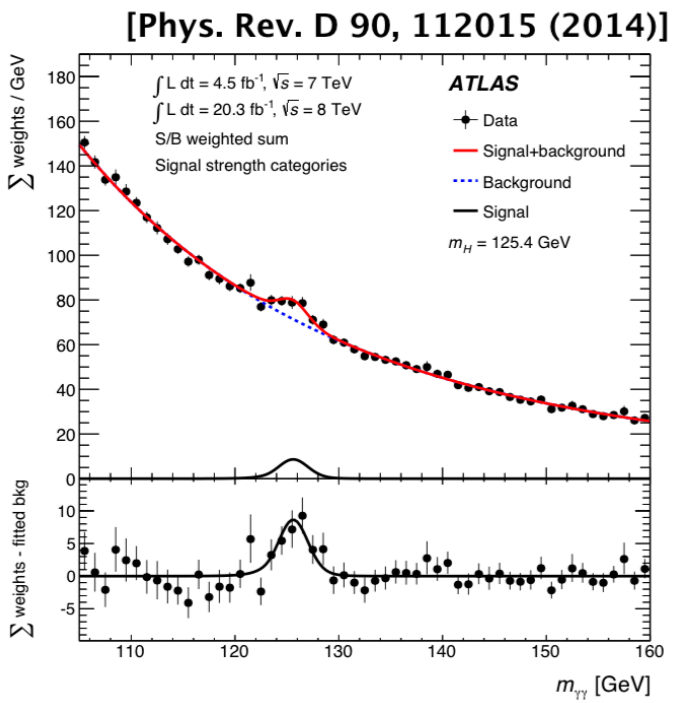 [Phys. Rev. D 90, 112015 (2014)]
∑ weights / GeV
180
160
140
120
100
80
60
40
20
0
∫ L dt = 4.5 fb⁻¹, √s = 7 TeV
∫ L dt = 20.3 fb⁻¹, √s = 8 TeV
S/B weighted sum
Signal strength categories
ATLAS
Data
Signal+background
Background
Signal
m_H = 125.4 GeV
∑ weights - fitted bkg
10
5
0
-5
110 120 130 140 150 160
m_γγ [GeV]